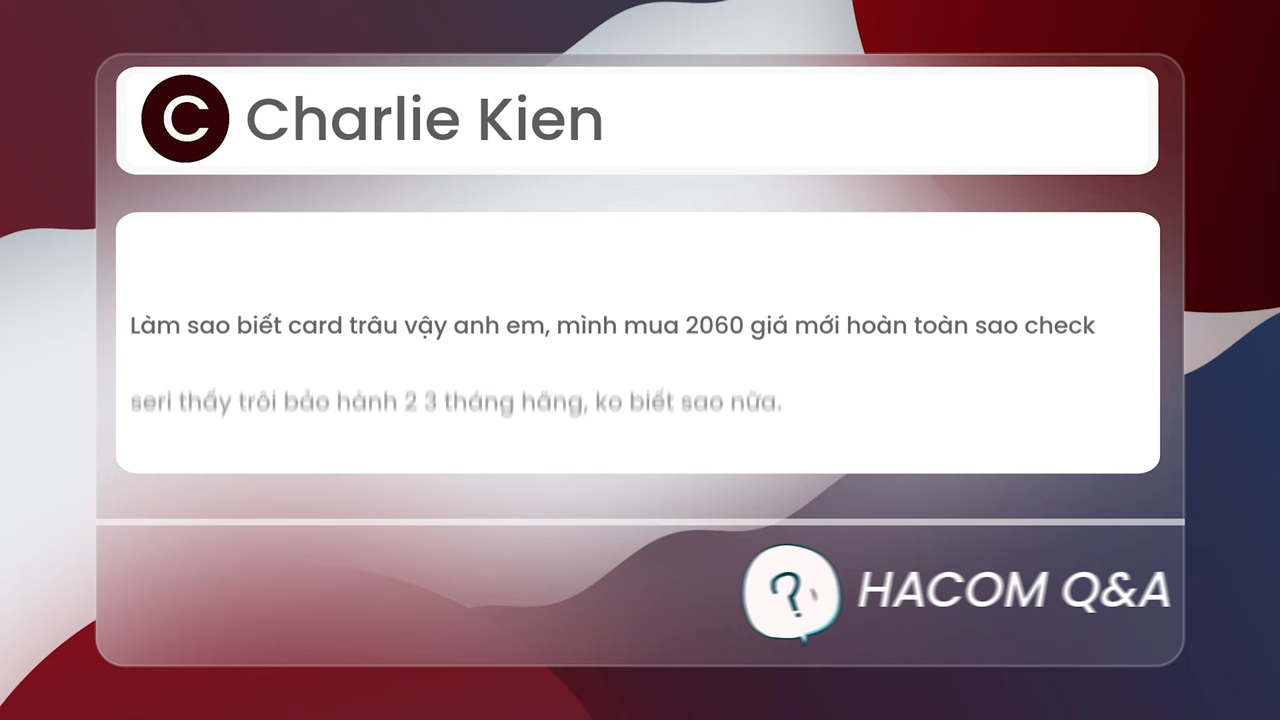 C Charlie Kien
Làm sao biết card trâu vậy anh em, mình mua 2060 giá mới hoàn toàn sao check
seri thấy trôi bảo hành 2 3 tháng hãng, ko biết sao nữa.
? HACOM Q&A